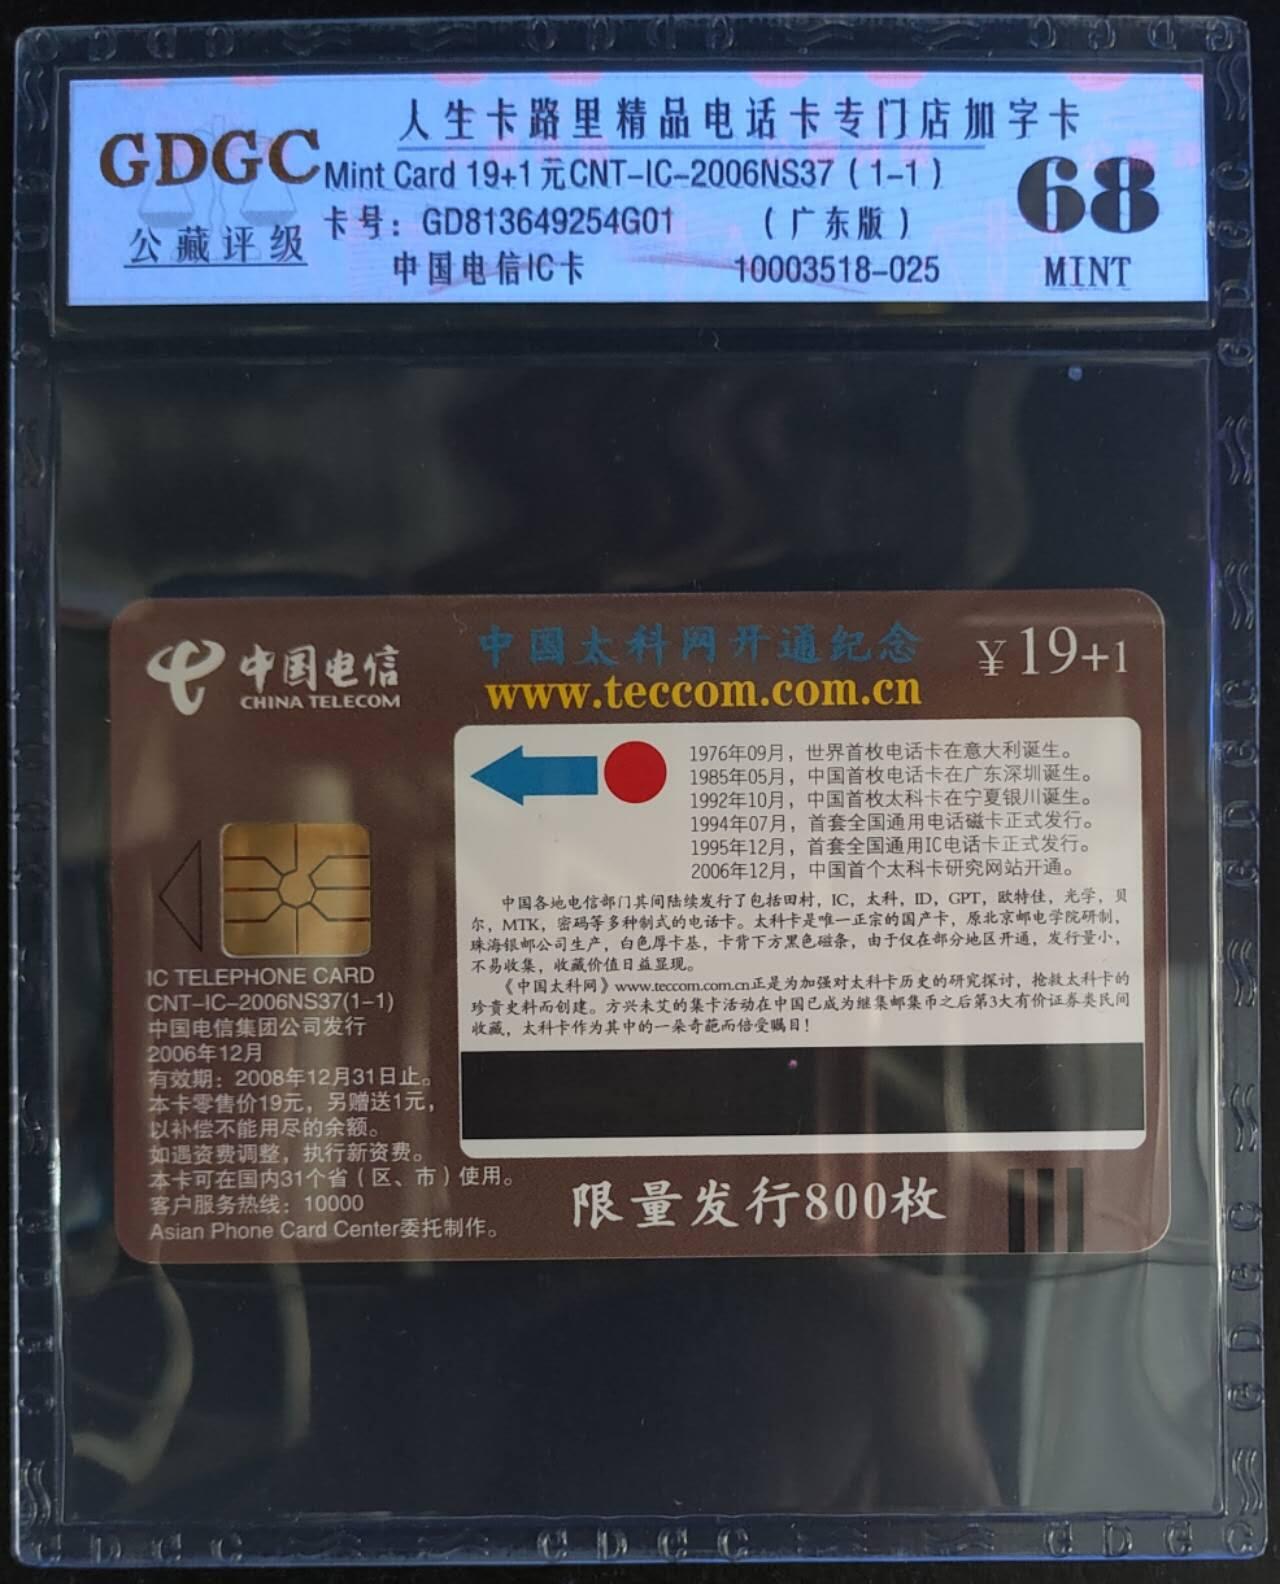 人生卡路里精品电话卡专门店加字卡
GDGC
公藏评级
Mint Card 19+1元CNT-IC-2006NS37（1-1）
卡号：GD813649254G01 （广东版）
中国电信IC卡 10003518-025
68
MINT
中国电信
CHINA TELECOM
中国太科网开通纪念
www.teccom.com.cn
￥19+1
1976年09月，世界首枚电话卡在意大利诞生。
1985年05月，中国首枚电话卡在广东深圳诞生。
1992年10月，中国首枚太科卡在宁夏银川诞生。
1994年07月，首套全国通用电话磁卡正式发行。
1995年12月，首套全国通用IC电话卡正式发行。
2006年12月，中国首个太科卡研究网站开通。
中国各地电信部门其间陆续发行了包括田村，IC，太科，ID，GPT，欧特佳，光学，贝
尔，MTK，密码等多种制式的电话卡。太科卡是唯一正宗的国产卡，原北京邮电学院研制，
珠海银邮公司生产，白色厚卡基，卡背下方黑色磁条，由于仅在部分地区开通，发行量小，
不易收集，收藏价值日益显现。
《中国太科网》www.teccom.com.cn正是为加强对太科卡历史的研究探讨，抢救太科卡的
珍贵史料而创建。方兴未艾的集卡活动在中国已成为继集邮集币之后第3大有价证券类民间
收藏，太科卡作为其中的一朵奇葩而倍受瞩目！
IC TELEPHONE CARD
CNT-IC-2006NS37(1-1)
中国电信集团公司发行
2006年12月
有效期：2008年12月31日止。
本卡零售价19元，另赠送1元，
以补偿不能用尽的余额。
如遇资费调整，执行新资费。
本卡可在国内31个省（区、市）使用。
客户服务热线：10000
Asian Phone Card Center委托制作。
限量发行800枚